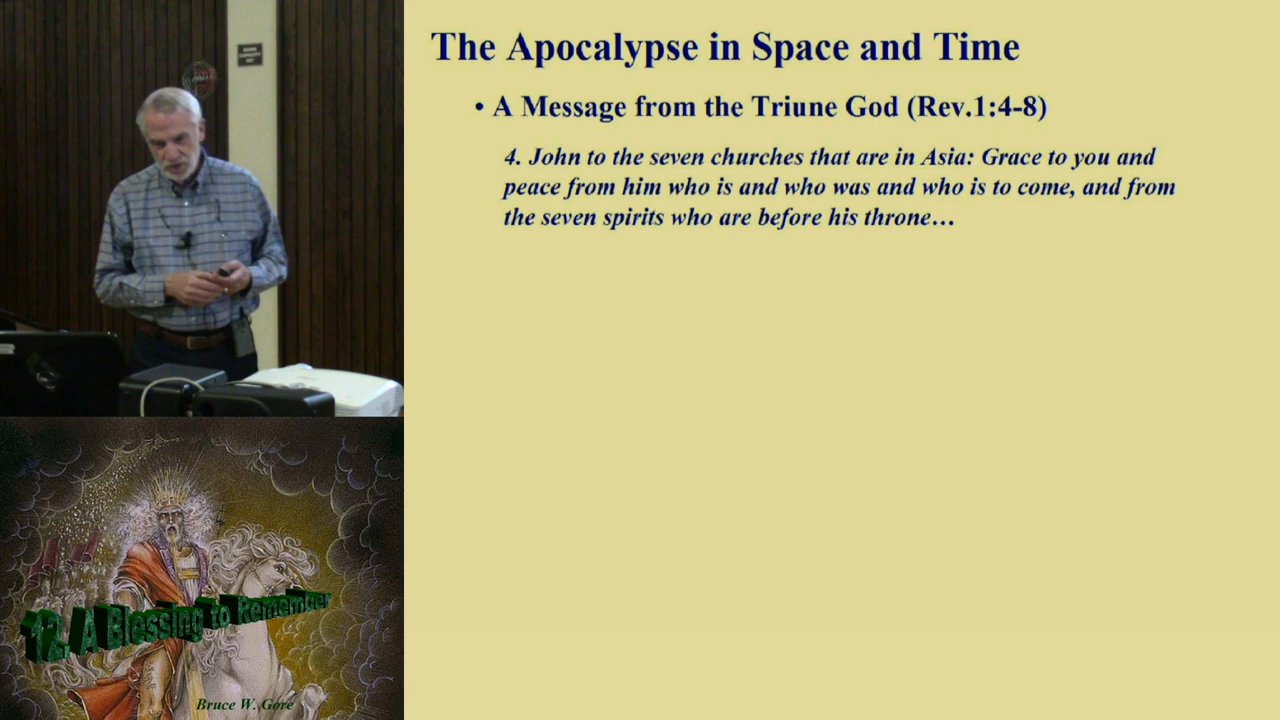 The Apocalypse in Space and Time
• A Message from the Triune God (Rev.1:4-8)
4. John to the seven churches that are in Asia: Grace to you and
peace from him who is and who was and who is to come, and from
the seven spirits who are before his throne…
12. A Blessing to Remember
Bruce W. Gore